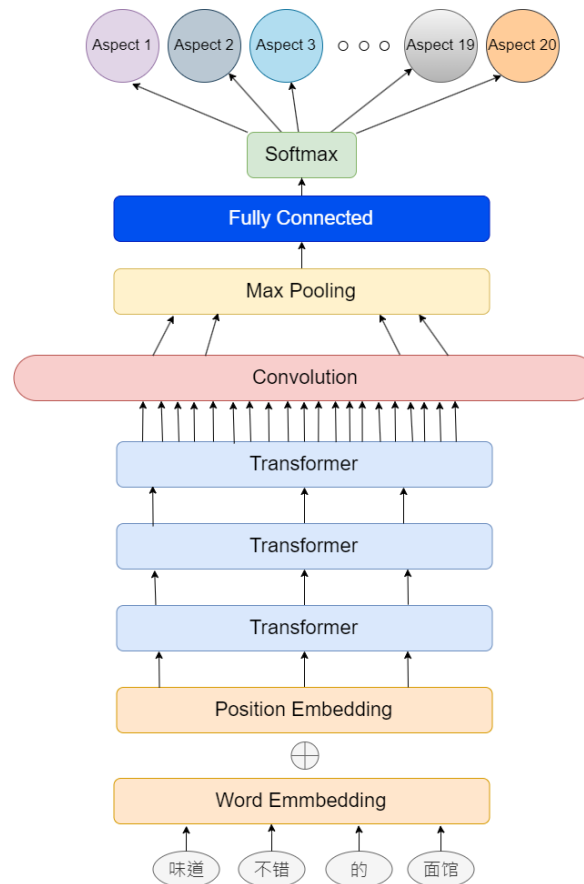 Aspect 1 Aspect 2 Aspect 3 Aspect 19 Aspect 20
Softmax
Fully Connected
Max Pooling
Convolution
Transformer
Transformer
Transformer
Position Embedding
Word Emmbedding
味道 不错 的 面馆